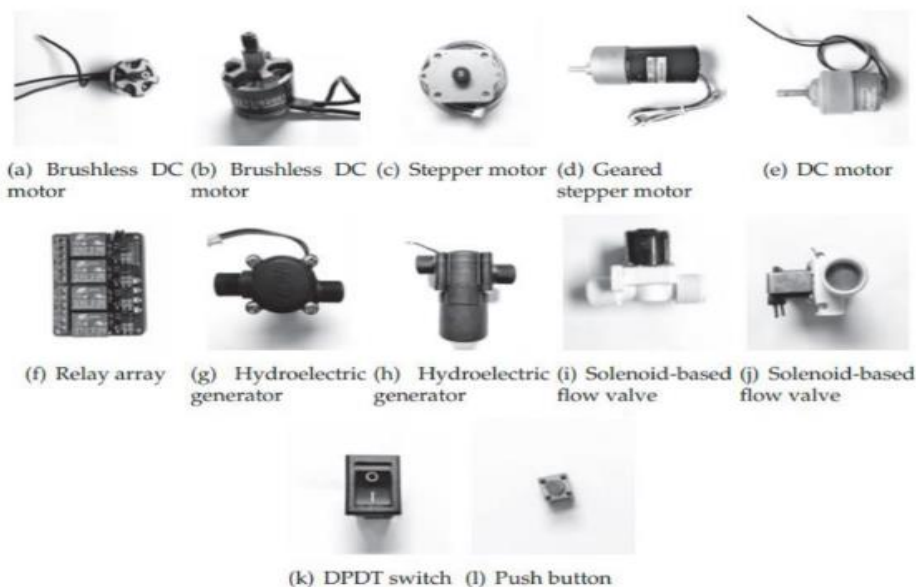 (a) Brushless DC (b) Brushless DC (c) Stepper motor (d) Geared (e) DC motor
motor motor stepper motor
(f) Relay array (g) Hydroelectric (h) Hydroelectric (i) Solenoid-based (j) Solenoid-based
generator generator flow valve flow valve
(k) DPDT switch (l) Push button